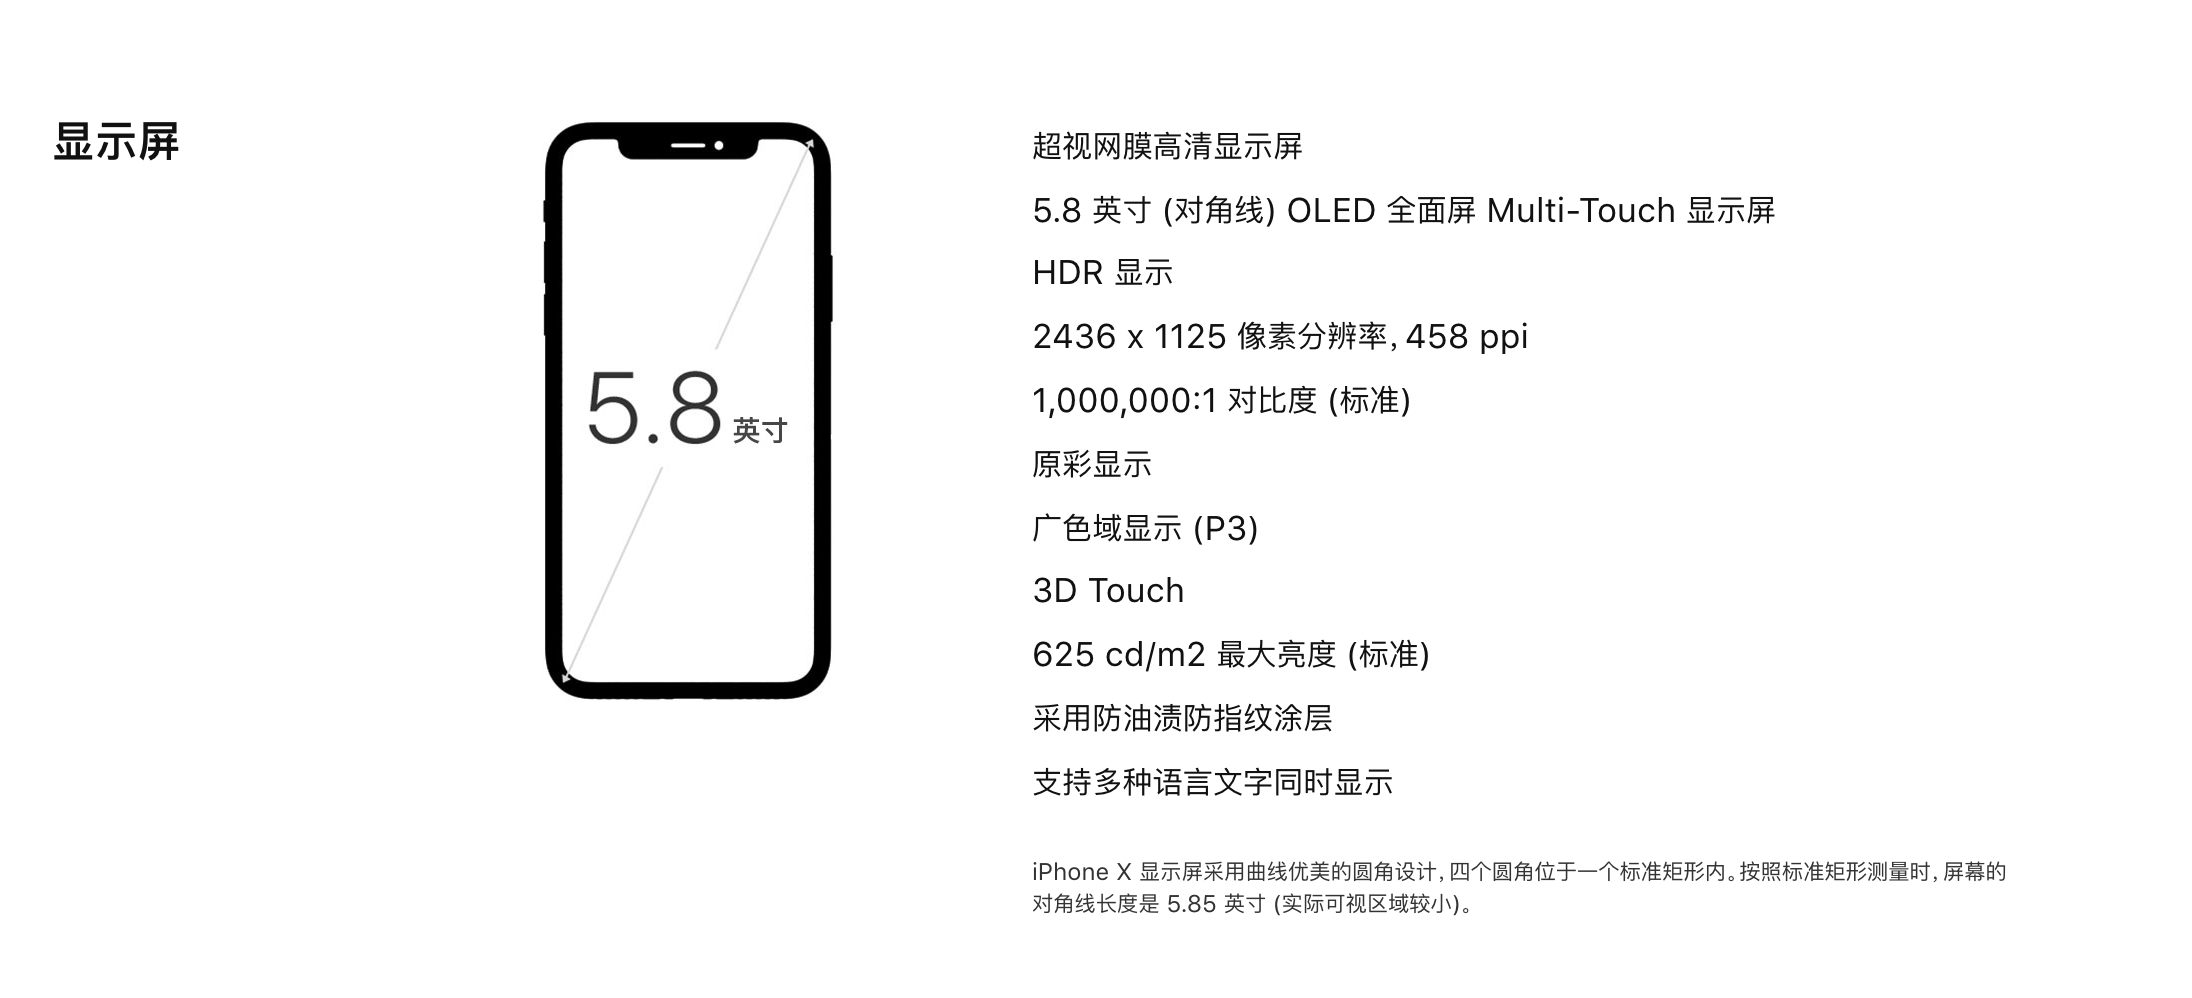 显示屏
5.8 英寸
超视网膜高清显示屏
5.8 英寸 (对角线) OLED 全面屏 Multi-Touch 显示屏
HDR 显示
2436 x 1125 像素分辨率, 458 ppi
1,000,000:1 对比度 (标准)
原彩显示
广色域显示 (P3)
3D Touch
625 cd/m2 最大亮度 (标准)
采用防油渍防指纹涂层
支持多种语言文字同时显示
iPhone X 显示屏采用曲线优美的圆角设计, 四个圆角位于一个标准矩形内。按照标准矩形测量时, 屏幕的
对角线长度是 5.85 英寸 (实际可视区域较小)。